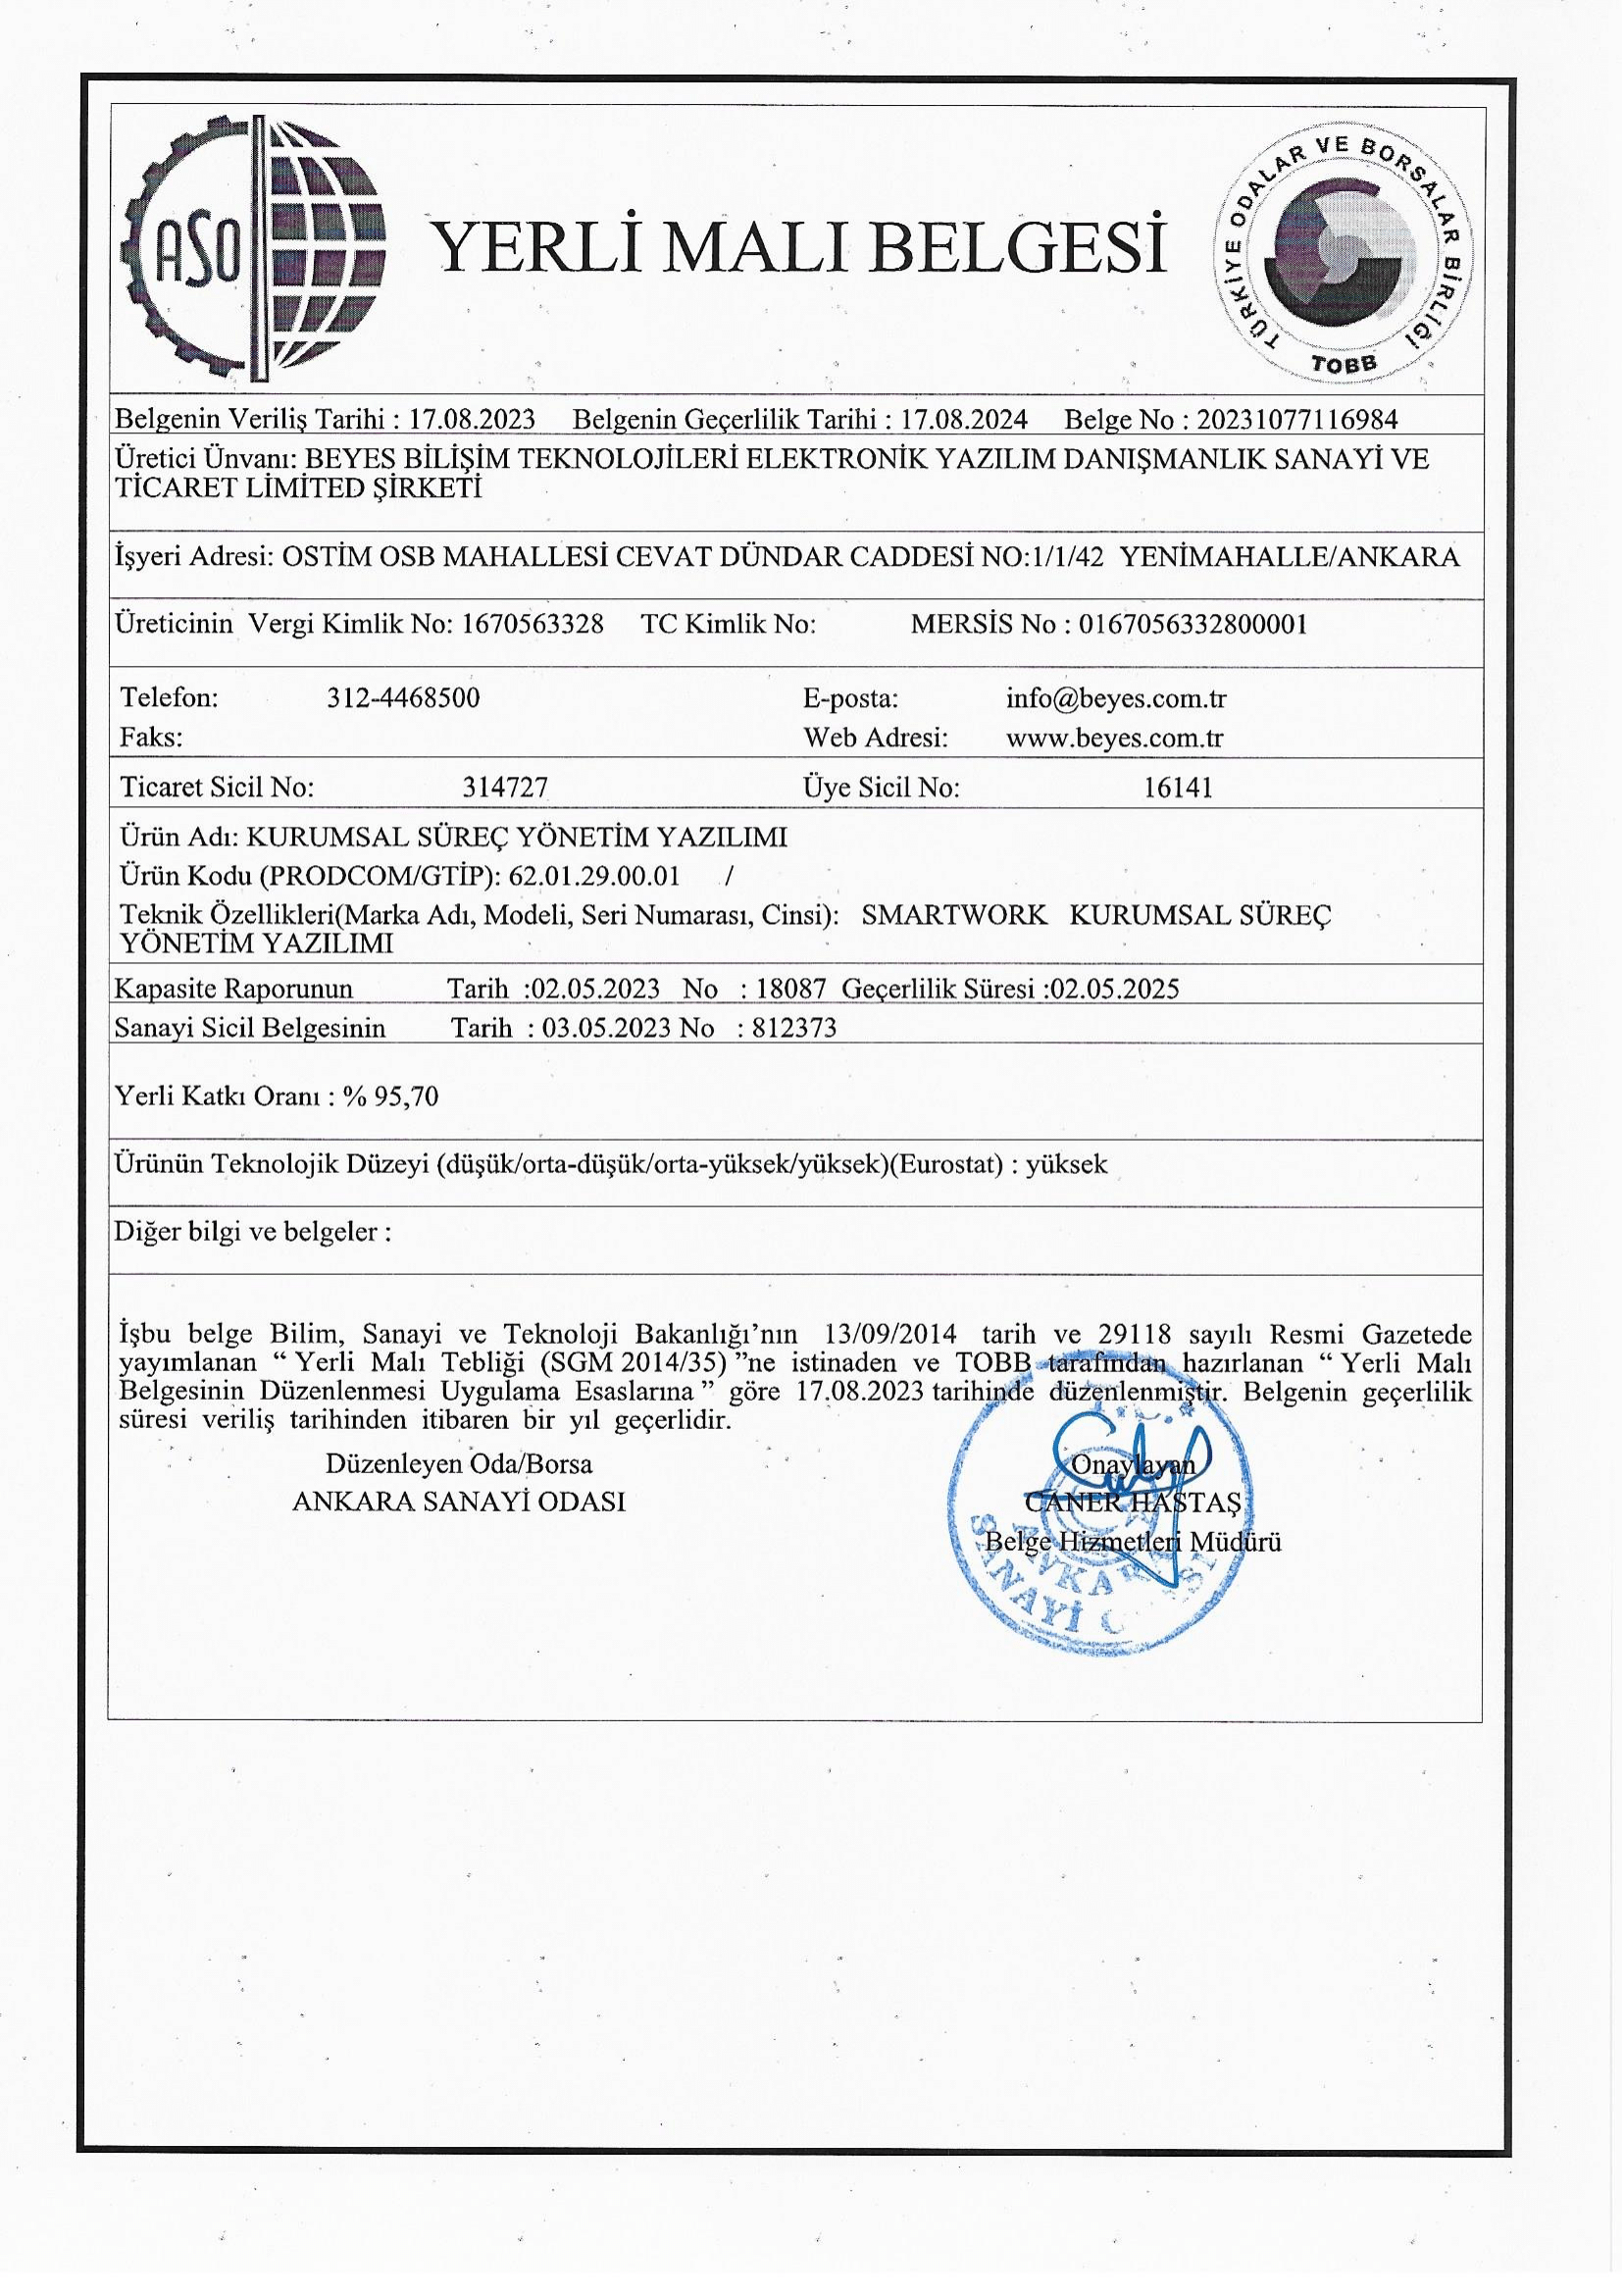 ASO
YERLİ MALI BELGESİ
TÜRKİYE ODALAR VE BORSALAR BİRLİĞİ
TOBB
Belgenin Veriliş Tarihi : 17.08.2023 Belgenin Geçerlilik Tarihi : 17.08.2024 Belge No : 20231077116984
Üretici Ünvanı: BEYES BİLİŞİM TEKNOLOJİLERİ ELEKTRONİK YAZILIM DANIŞMANLIK SANAYİ VE
TİCARET LİMİTED ŞİRKETİ
İşyeri Adresi: OSTİM OSB MAHALLESİ CEVAT DÜNDAR CADDESİ NO:1/1/42 YENİMAHALLE/ANKARA
Üreticinin Vergi Kimlik No: 1670563328 TC Kimlik No: MERSİS No : 0167056332800001
Telefon: 312-4468500 E-posta: info@beyes.com.tr
Faks: Web Adresi: www.beyes.com.tr
Ticaret Sicil No: 314727 Üye Sicil No: 16141
Ürün Adı: KURUMSAL SÜREÇ YÖNETİM YAZILIMI
Ürün Kodu (PRODCOM/GTİP): 62.01.29.00.01 /
Teknik Özellikleri(Marka Adı, Modeli, Seri Numarası, Cinsi): SMARTWORK KURUMSAL SÜREÇ
YÖNETİM YAZILIMI
Kapasite Raporunun Tarih :02.05.2023 No : 18087 Geçerlilik Süresi :02.05.2025
Sanayi Sicil Belgesinin Tarih : 03.05.2023 No : 812373
Yerli Katkı Oranı : % 95,70
Ürünün Teknolojik Düzeyi (düşük/orta-düşük/orta-yüksek/yüksek)(Eurostat) : yüksek
Diğer bilgi ve belgeler :
İşbu belge Bilim, Sanayi ve Teknoloji Bakanlığı’nın 13/09/2014 tarih ve 29118 sayılı Resmi Gazetede
yayımlanan “ Yerli Malı Tebliği (SGM 2014/35) ”ne istinaden ve TOBB tarafından hazırlanan “ Yerli Malı
Belgesinin Düzenlenmesi Uygulama Esaslarına ” göre 17.08.2023 tarihinde düzenlenmiştir. Belgenin geçerlilik
süresi veriliş tarihinden itibaren bir yıl geçerlidir.
Düzenleyen Oda/Borsa Onaylayan
ANKARA SANAYİ ODASI CANER HASTAŞ
Belge Hizmetleri Müdürü
T.C.
ANKARA
SANAYİ